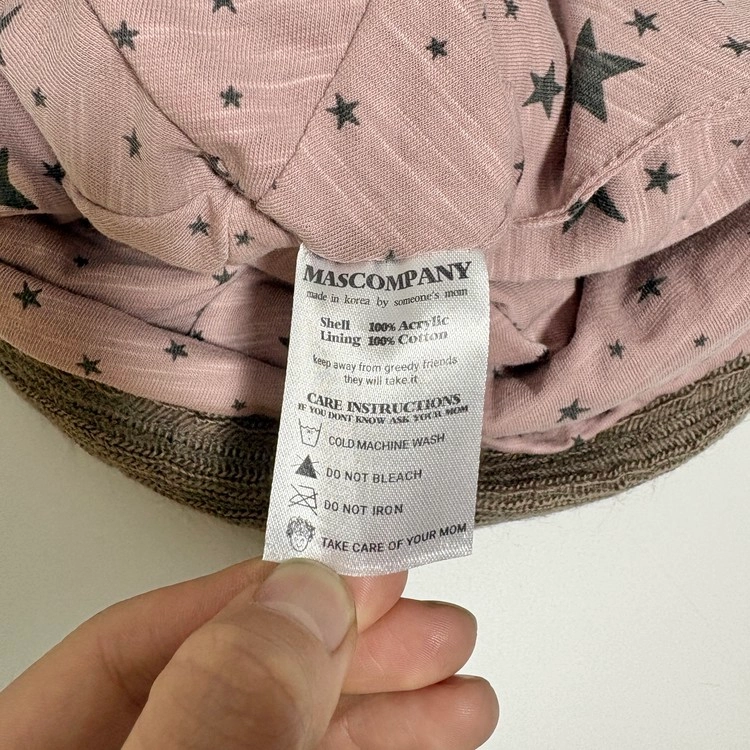 MASCOMPANY
made in korea by someone's mom
Shell 100% Acrylic
Lining 100% Cotton
keep away from greedy friends
they will take it
CARE INSTRUCTIONS
IF YOU DONT KNOW ASK YOUR MOM
COLD MACHINE WASH
DO NOT BLEACH
DO NOT IRON
TAKE CARE OF YOUR MOM